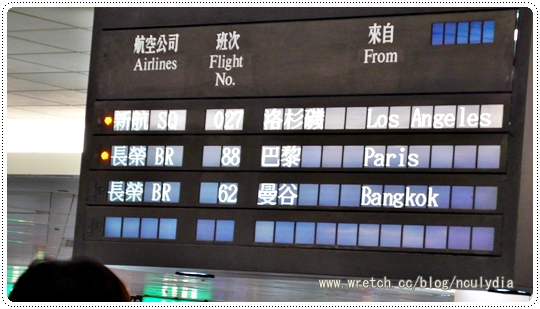 航空公司 班次 來自
Airlines Flight No. From
新航 SQ 027 洛杉磯 Los Angeles
長榮 BR 88 巴黎 Paris
長榮 BR 62 曼谷 Bangkok
www.wretch.cc/blog/nculydia